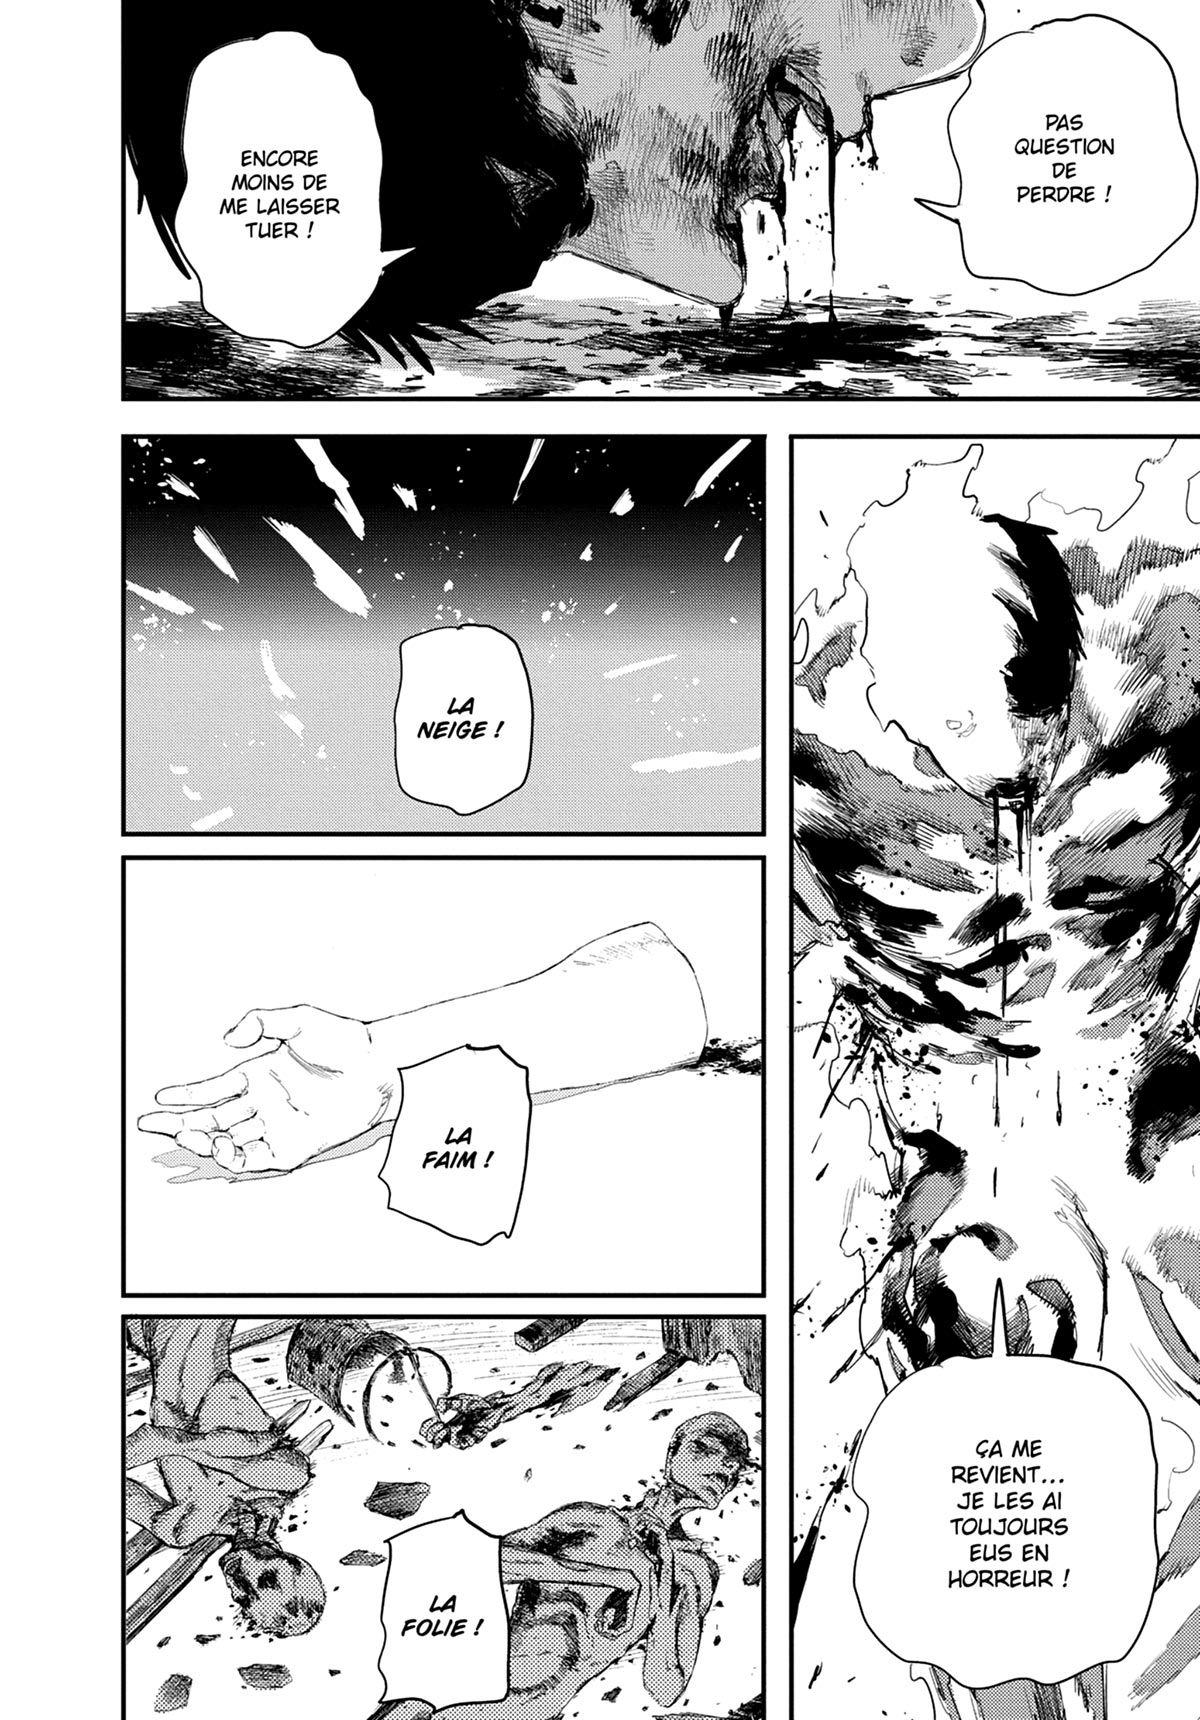 PAS
QUESTION
DE
PERDRE !
ENCORE
MOINS DE
ME LAISSER
TUER !
ÇA ME
REVIENT...
JE LES AI
TOUJOURS
EUS EN
HORREUR !
LA
NEIGE !
LA
FAIM !
LA
FOLIE !